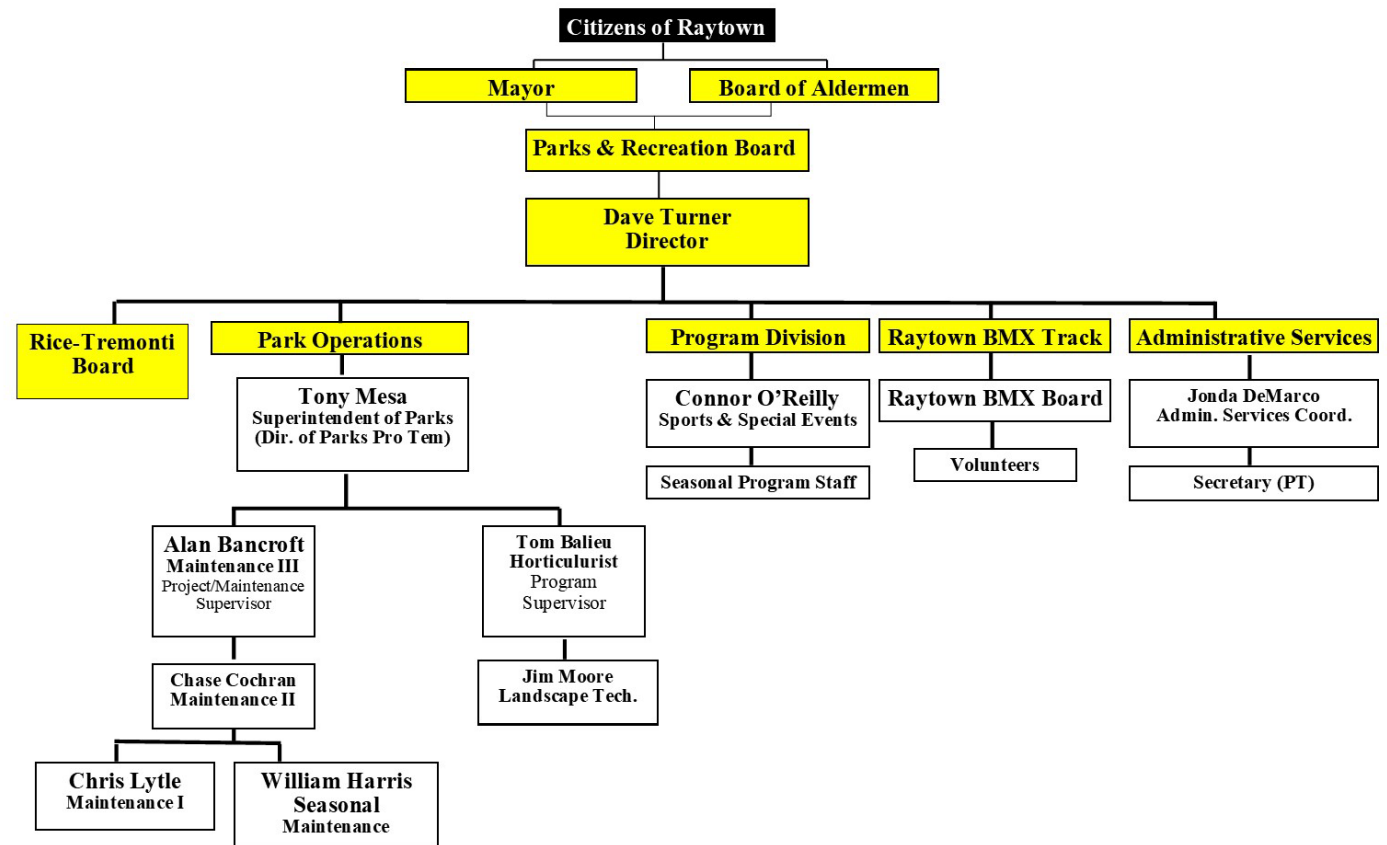 Citizens of Raytown
Mayor
Board of Aldermen
Parks & Recreation Board
Dave Turner
Director
Rice-Tremonti
Board
Park Operations
Program Division
Raytown BMX Track
Administrative Services
Tony Mesa
Superintendent of Parks
(Dir. of Parks Pro Tem)
Connor O’Reilly
Sports & Special Events
Raytown BMX Board
Jonda DeMarco
Admin. Services Coord.
Seasonal Program Staff
Volunteers
Secretary (PT)
Alan Bancroft
Maintenance III
Project/Maintenance
Supervisor
Tom Balieu
Horticulurist
Program
Supervisor
Chase Cochran
Maintenance II
Jim Moore
Landscape Tech.
Chris Lytle
Maintenance I
William Harris
Seasonal
Maintenance